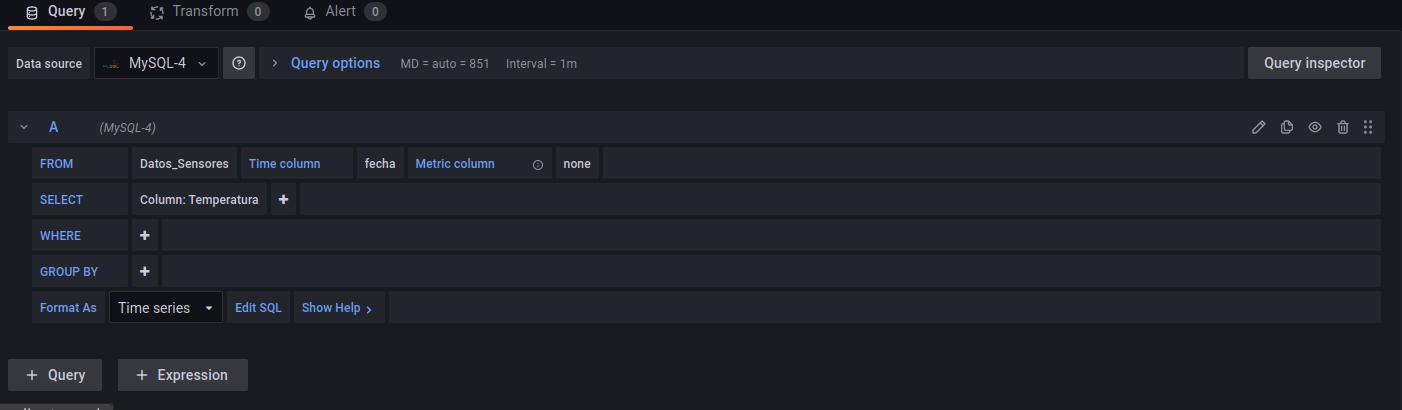 Query 1 Transform 0 Alert 0
Data source MySQL-4 Query options MD = auto = 851 Interval = 1m Query inspector
A (MySQL-4)
FROM Datos_Sensores Time column fecha Metric column none
SELECT Column: Temperatura +
WHERE +
GROUP BY +
Format As Time series Edit SQL Show Help >
+ Query + Expression